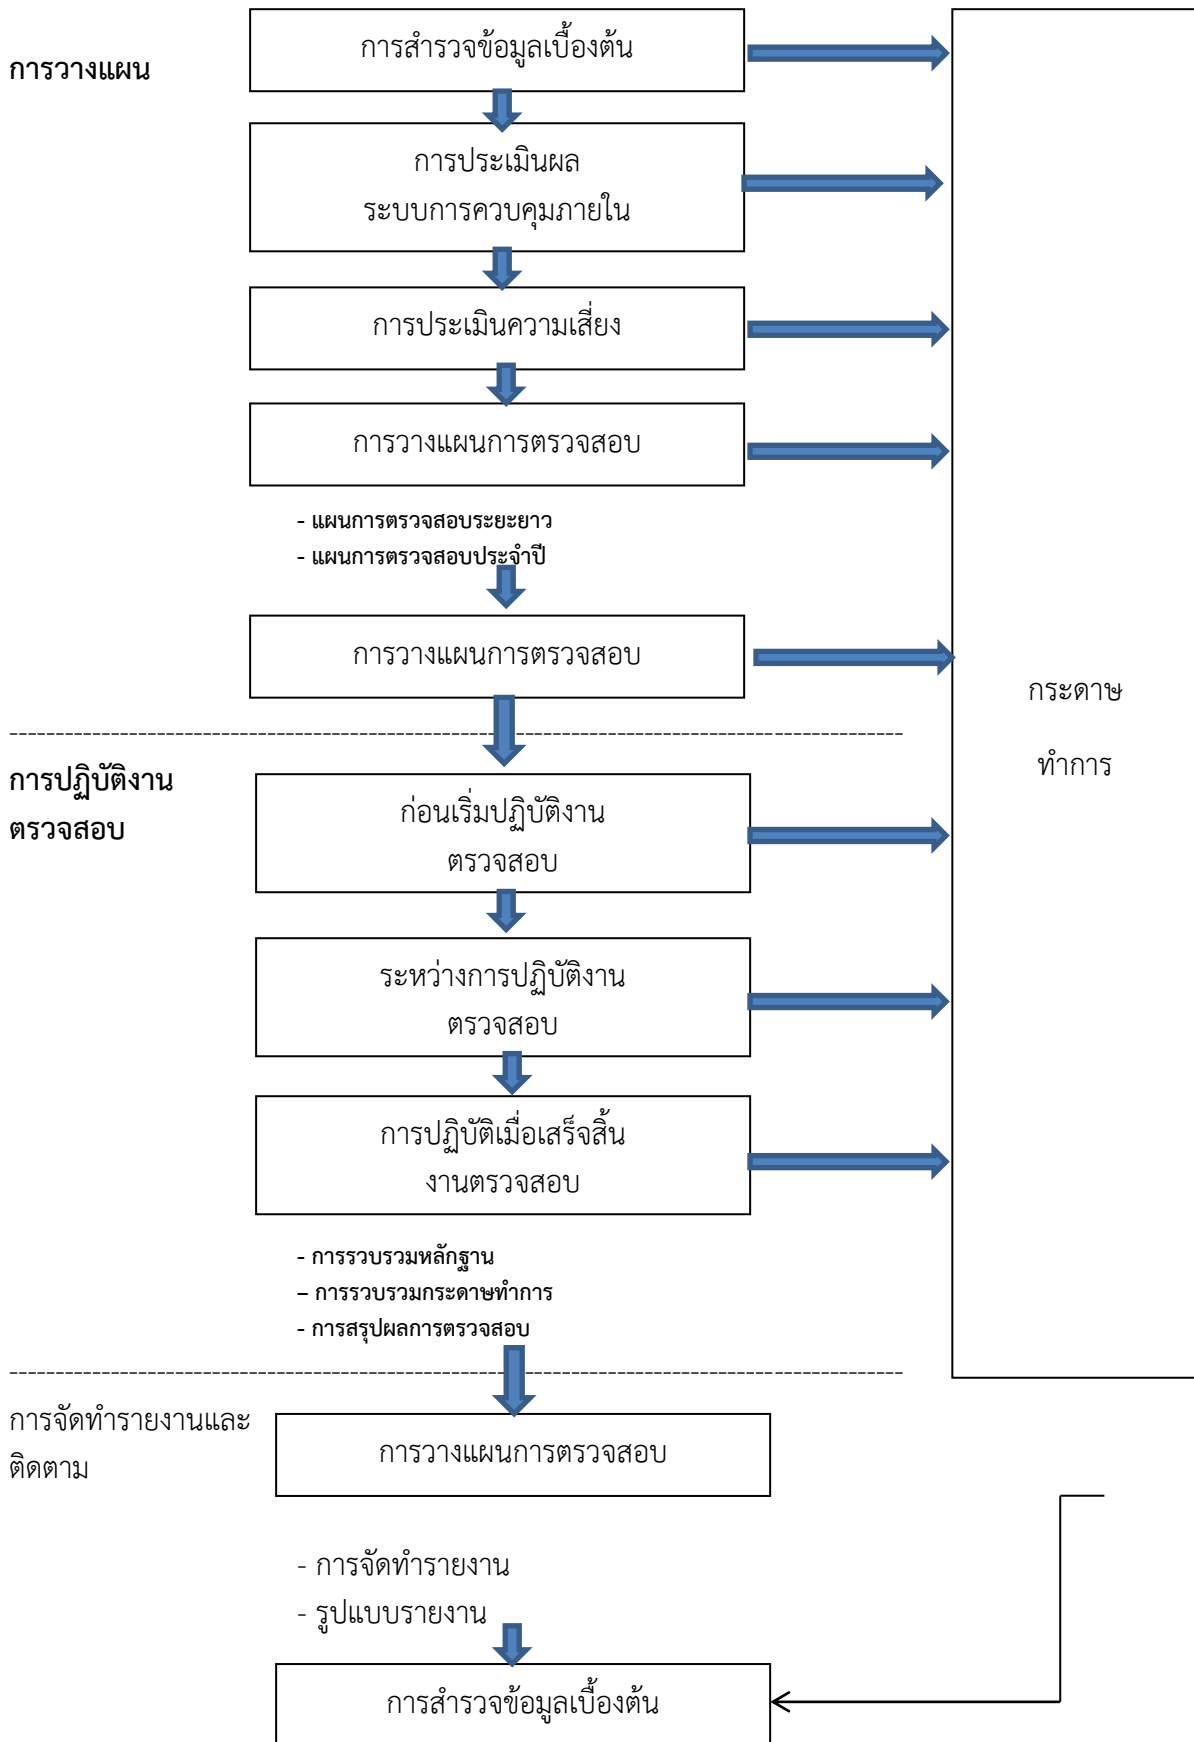 การสำรวจข้อมูลเบื้องต้น
การวางแผน
การประเมินผล
ระบบการควบคุมภายใน
การประเมินความเสี่ยง
การวางแผนการตรวจสอบ
- แผนการตรวจสอบระยะยาว
- แผนการตรวจสอบประจำปี
การวางแผนการตรวจสอบ
กระดาษ
ทำการ
การปฏิบัติงาน
ตรวจสอบ
ก่อนเริ่มปฏิบัติงาน
ตรวจสอบ
ระหว่างการปฏิบัติงาน
ตรวจสอบ
การปฏิบัติเมื่อเสร็จสิ้น
งานตรวจสอบ
- การรวบรวมหลักฐาน
– การรวบรวมกระดาษทำการ
- การสรุปผลการตรวจสอบ
การจัดทำรายงานและ
ติดตาม
การวางแผนการตรวจสอบ
- การจัดทำรายงาน
- รูปแบบรายงาน
การสำรวจข้อมูลเบื้องต้น